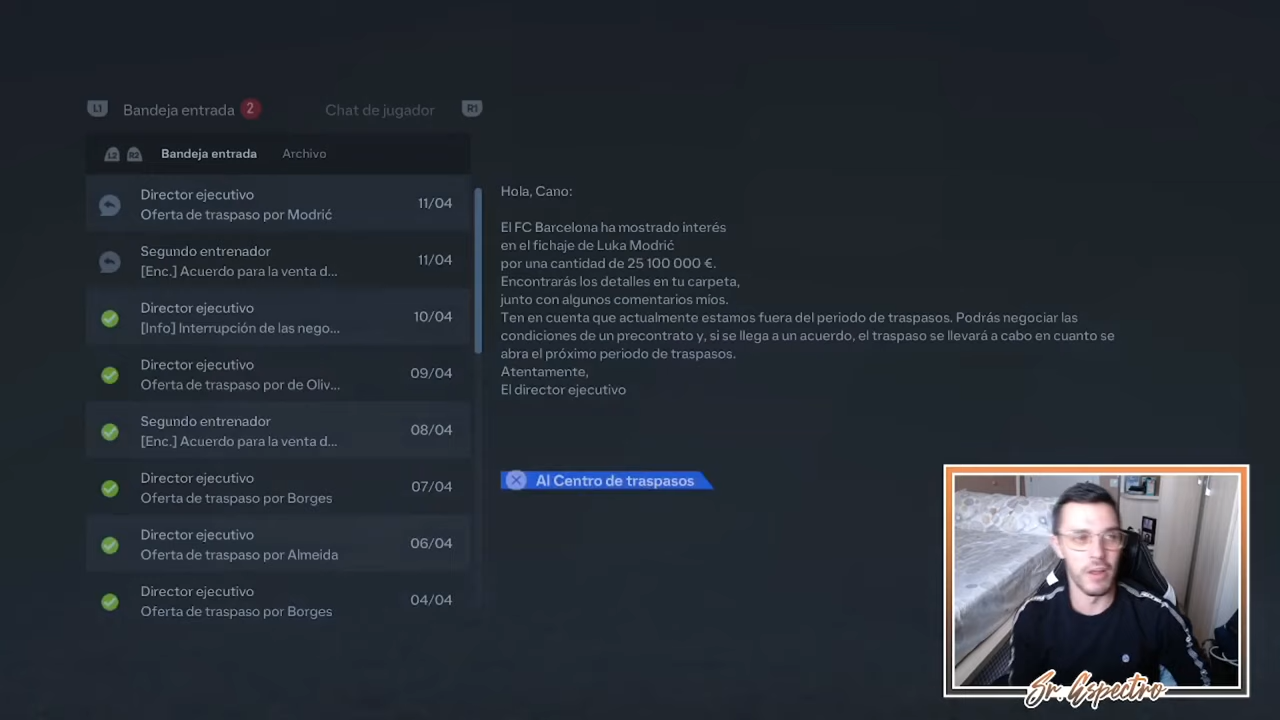 L1 Bandeja entrada 2 Chat de jugador R1
L2 R2 Bandeja entrada Archivo
Director ejecutivo
Oferta de traspaso por Modrić
11/04
Segundo entrenador
[Enc.] Acuerdo para la venta d...
11/04
Director ejecutivo
[Info] Interrupción de las nego...
10/04
Director ejecutivo
Oferta de traspaso por de Oliv...
09/04
Segundo entrenador
[Enc.] Acuerdo para la venta d...
08/04
Director ejecutivo
Oferta de traspaso por Borges
07/04
Director ejecutivo
Oferta de traspaso por Almeida
06/04
Director ejecutivo
Oferta de traspaso por Borges
04/04
Hola, Cano:
El FC Barcelona ha mostrado interés
en el fichaje de Luka Modrić
por una cantidad de 25 100 000 €.
Encontrarás los detalles en tu carpeta,
junto con algunos comentarios míos.
Ten en cuenta que actualmente estamos fuera del periodo de traspasos. Podrás negociar las
condiciones de un precontrato y, si se llega a un acuerdo, el traspaso se llevará a cabo en cuanto se
abra el próximo periodo de traspasos.
Atentamente,
El director ejecutivo
Al Centro de traspasos
Sr. Aspectro